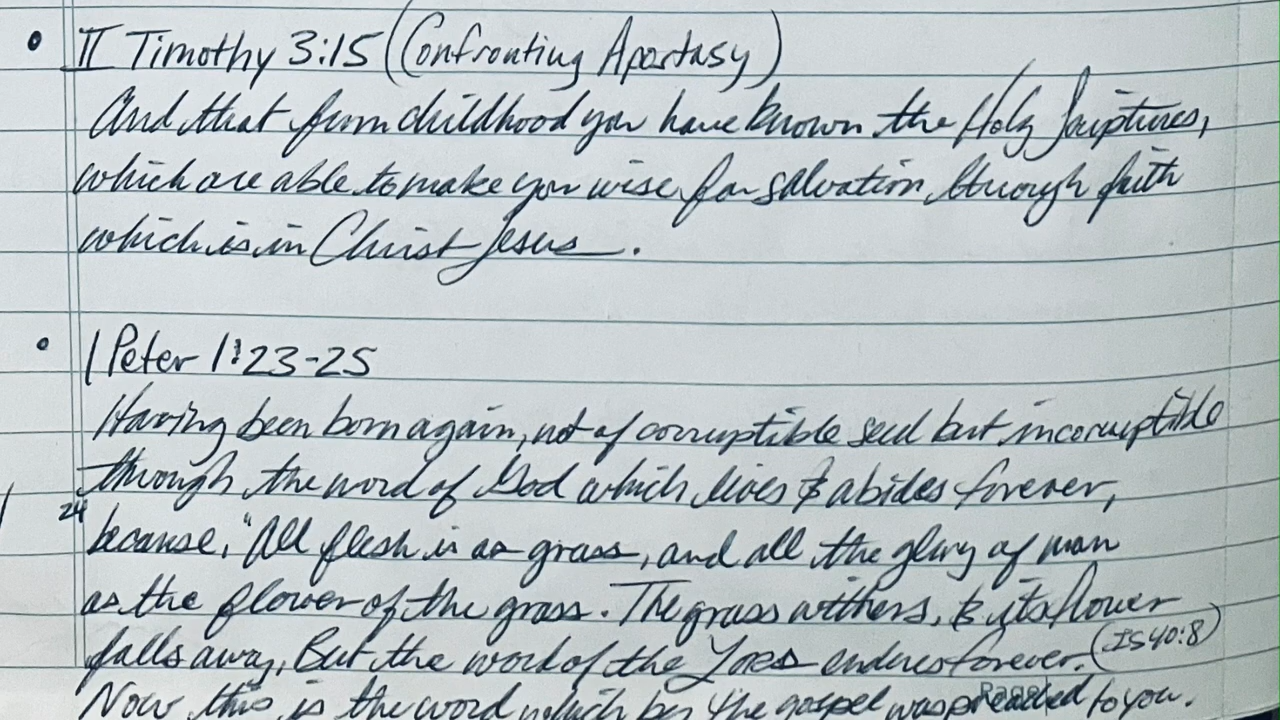 • II Timothy 3:15 (Confronting Apostasy)
And that from childhood you have known the Holy Scriptures,
which are able to make you wise for salvation through faith
which is in Christ Jesus.
• 1 Peter 1:23-25
Having been born again, not of corruptible seed but incorruptible
through the word of God which lives & abides forever,
24 because, "All flesh is as grass, and all the glory of man
as the flower of the grass. The grass withers, & its flower
falls away, But the word of the Lord endures forever. (IS 40:8)
Now this is the word which by the gospel was preached to you.